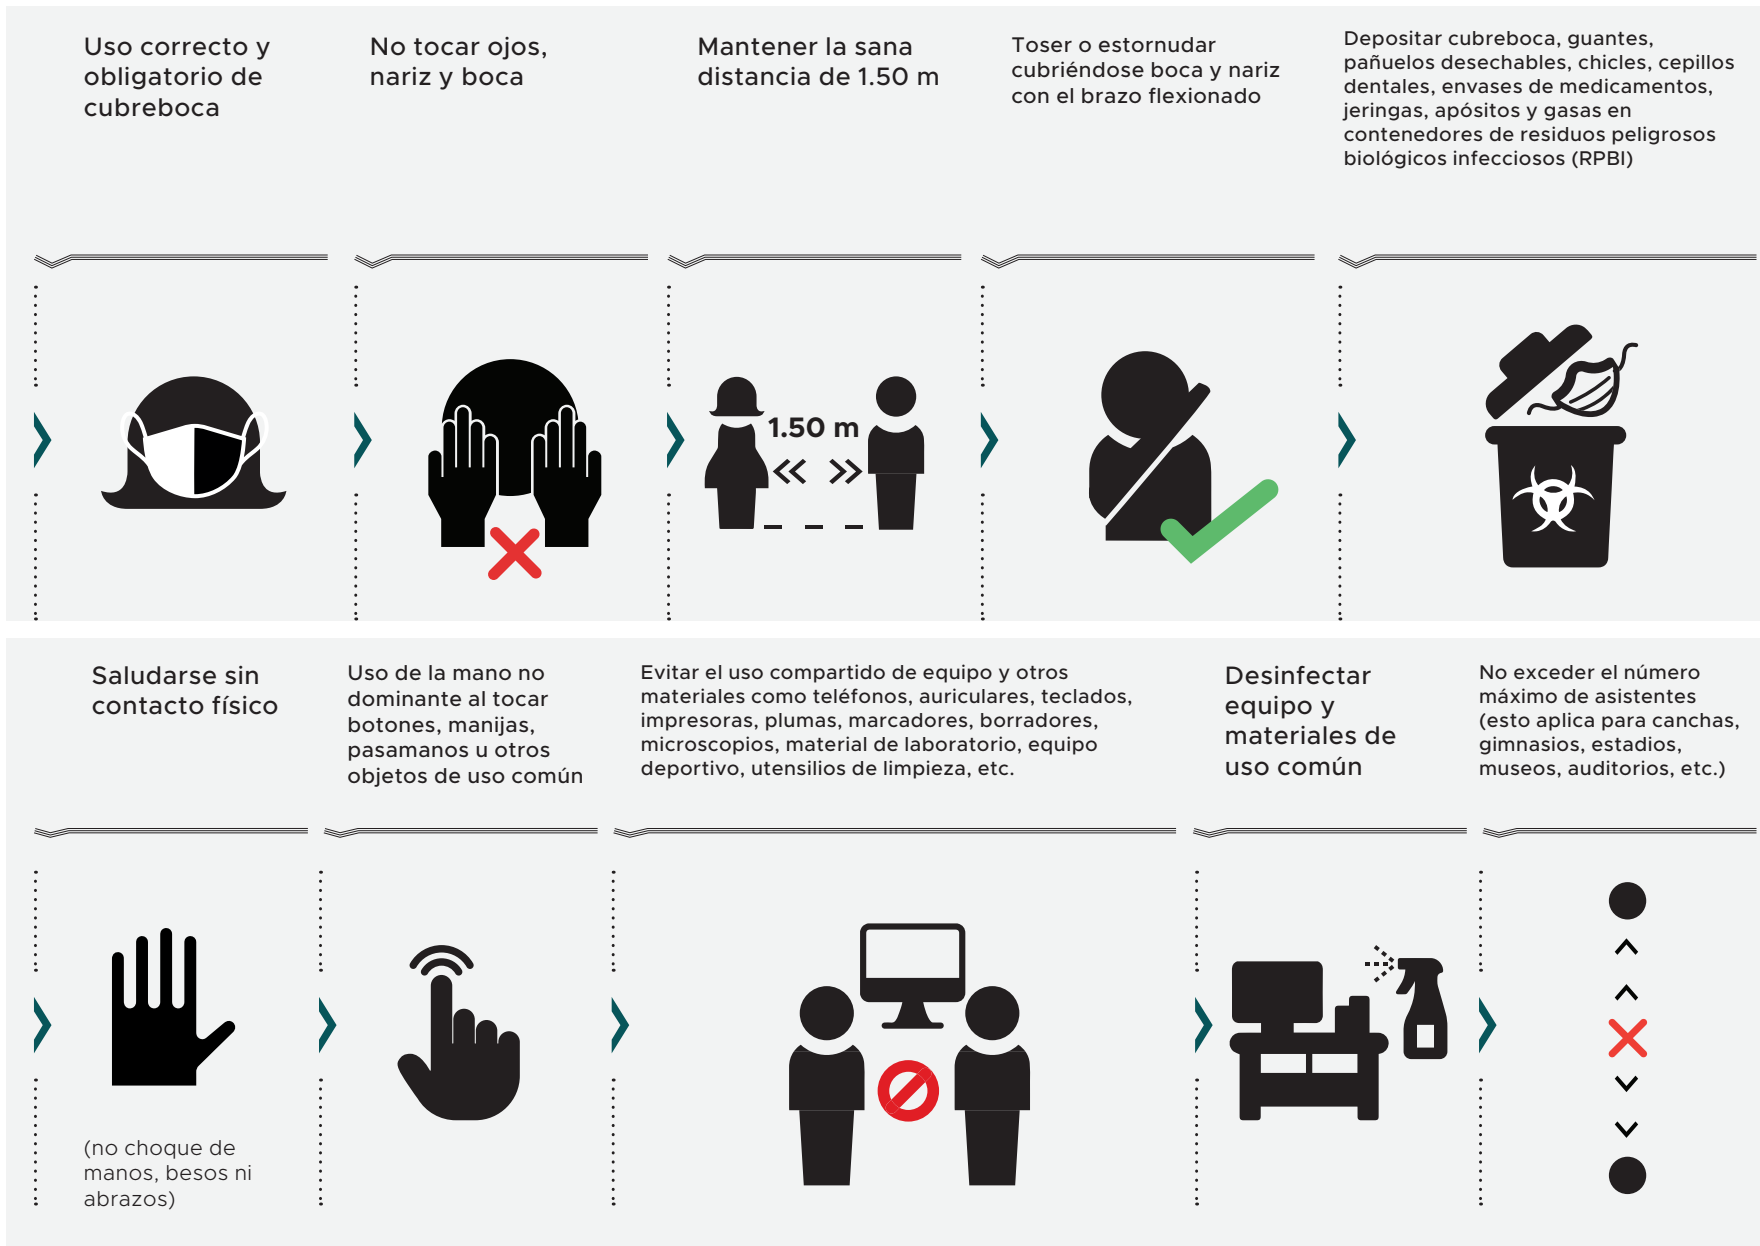 Uso correcto y
obligatorio de
cubreboca
No tocar ojos,
nariz y boca
Mantener la sana
distancia de 1.50 m
Toser o estornudar
cubriéndose boca y nariz
con el brazo flexionado
Depositar cubreboca, guantes,
pañuelos desechables, chicles, cepillos
dentales, envases de medicamentos,
jeringas, apósitos y gasas en
contenedores de residuos peligrosos
biológicos infecciosos (RPBI)
1.50 m
Saludarse sin
contacto físico
Uso de la mano no
dominante al tocar
botones, manijas,
pasamanos u otros
objetos de uso común
Evitar el uso compartido de equipo y otros
materiales como teléfonos, auriculares, teclados,
impresoras, plumas, marcadores, borradores,
microscopios, material de laboratorio, equipo
deportivo, utensilios de limpieza, etc.
Desinfectar
equipo y
materiales de
uso común
No exceder el número
máximo de asistentes
(esto aplica para canchas,
gimnasios, estadios,
museos, auditorios, etc.)
(no choque de
manos, besos ni
abrazos)